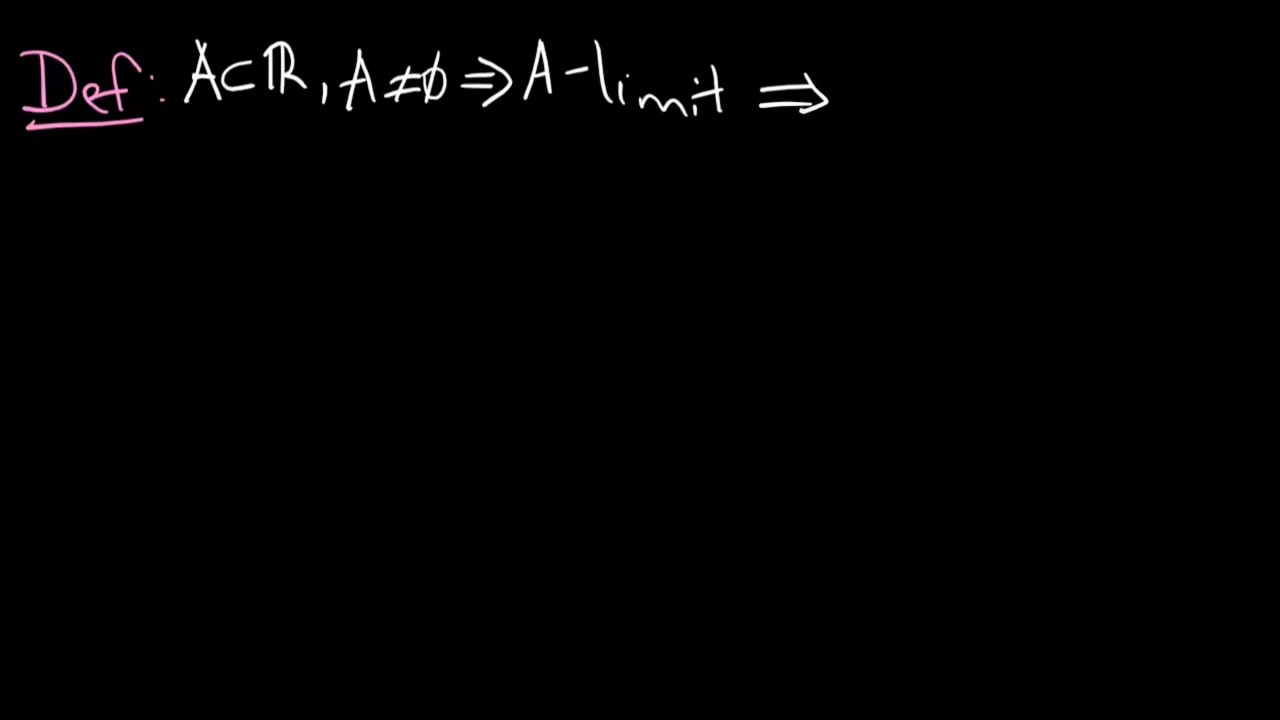 Def: A⊂ℝ, A≠∅ ⇒ A-limit ⇒